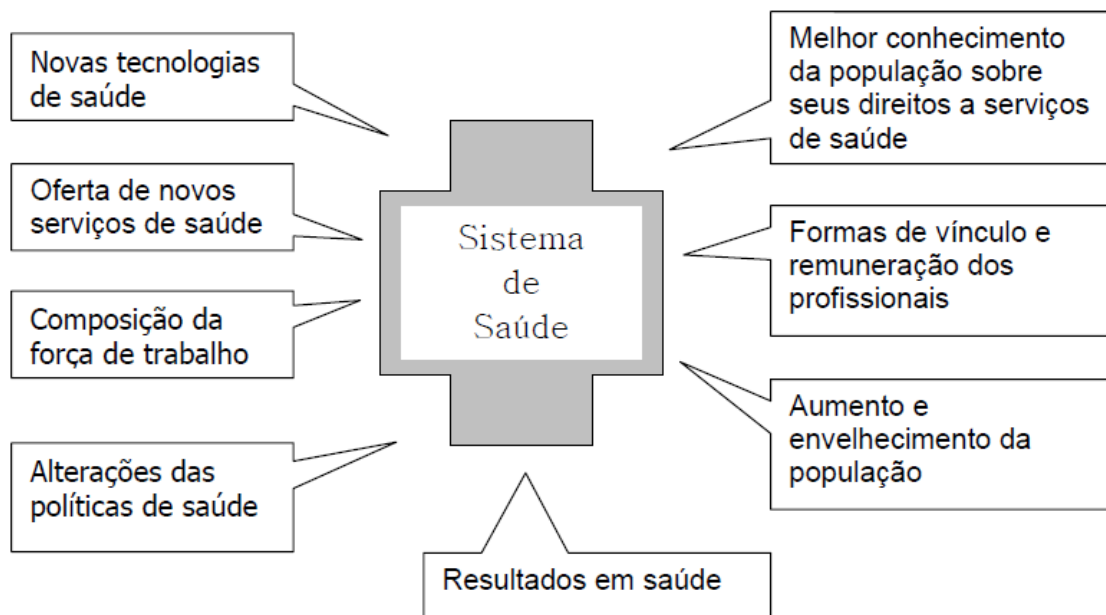 Novas tecnologias
de saúde
Oferta de novos
serviços de saúde
Composição da
força de trabalho
Alterações das
políticas de saúde
Sistema
de
Saúde
Melhor conhecimento
da população sobre
seus direitos a serviços
de saúde
Formas de vínculo e
remuneração dos
profissionais
Aumento e
envelhecimento da
população
Resultados em saúde